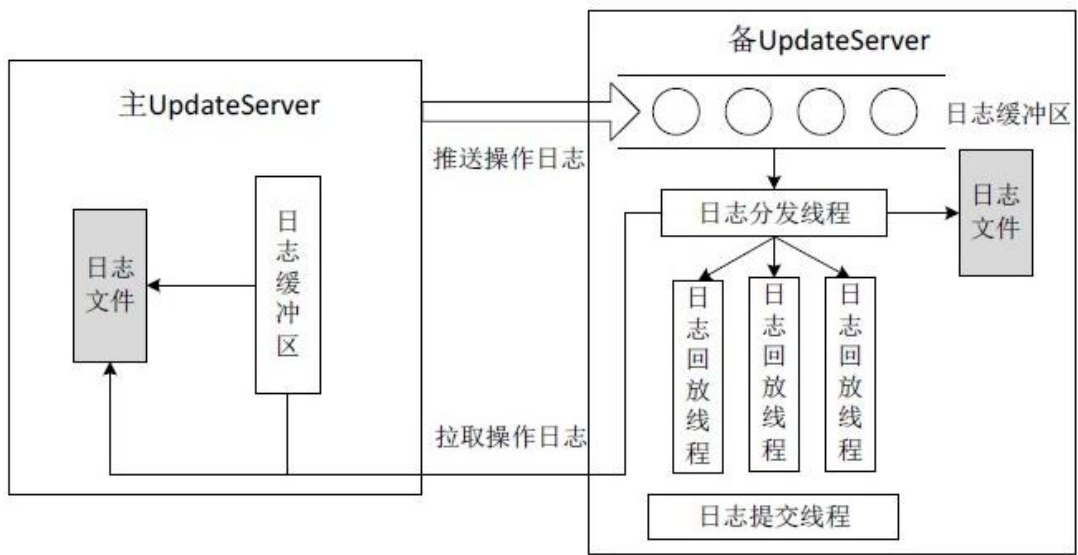 主UpdateServer
日志
文件
日
志
缓
冲
区
推送操作日志
拉取操作日志
备UpdateServer
日志缓冲区
日志分发线程
日志
文件
日
志
回
放
线
程
日
志
回
放
线
程
日
志
回
放
线
程
日志提交线程